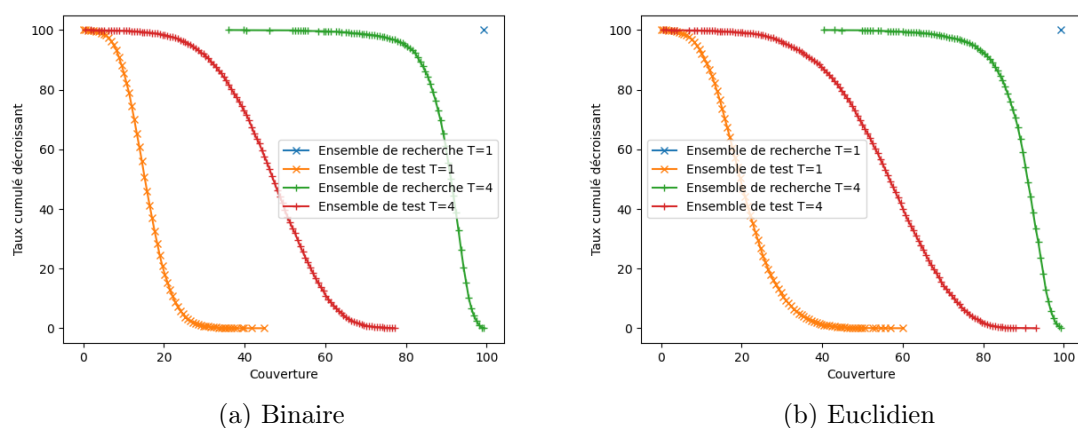 100
80
60
40
20
0
Taux cumulé décroissant
Ensemble de recherche T=1
Ensemble de test T=1
Ensemble de recherche T=4
Ensemble de test T=4
0 20 40 60 80 100
Couverture
(a) Binaire
100
80
60
40
20
0
Taux cumulé décroissant
Ensemble de recherche T=1
Ensemble de test T=1
Ensemble de recherche T=4
Ensemble de test T=4
0 20 40 60 80 100
Couverture
(b) Euclidien